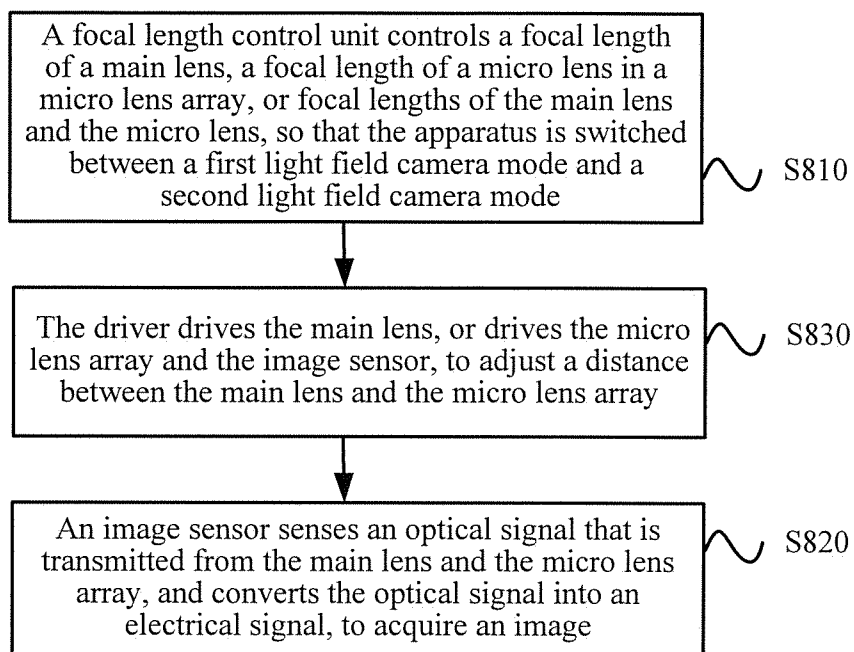 A focal length control unit controls a focal length
of a main lens, a focal length of a micro lens in a
micro lens array, or focal lengths of the main lens
and the micro lens, so that the apparatus is switched
between a first light field camera mode and a
second light field camera mode
S810
The driver drives the main lens, or drives the micro
lens array and the image sensor, to adjust a distance
between the main lens and the micro lens array
S830
An image sensor senses an optical signal that is
transmitted from the main lens and the micro lens
array, and converts the optical signal into an
electrical signal, to acquire an image
S820